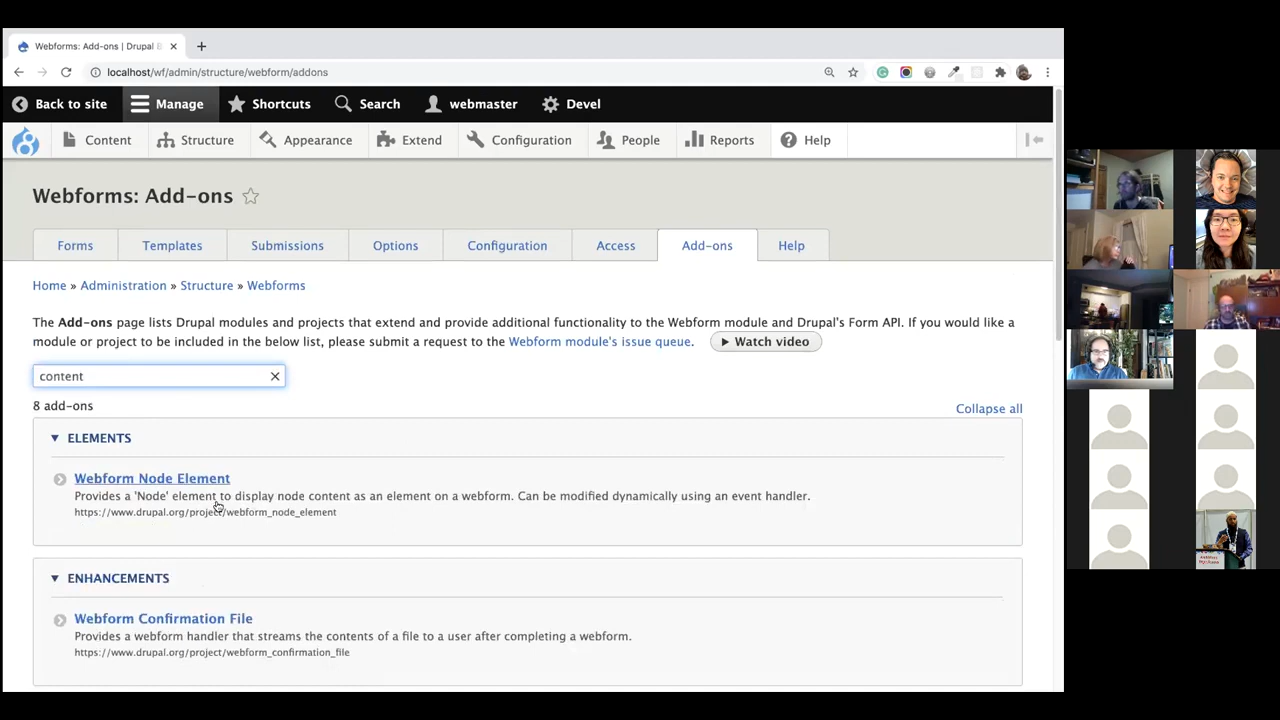 Webforms: Add-ons | Drupal 8
localhost/wf/admin/structure/webform/addons
Back to site Manage Shortcuts Search webmaster Devel
Content Structure Appearance Extend Configuration People Reports Help
Webforms: Add-ons
Forms Templates Submissions Options Configuration Access Add-ons Help
Home » Administration » Structure » Webforms
The Add-ons page lists Drupal modules and projects that extend and provide additional functionality to the Webform module and Drupal's Form API. If you would like a
module or project to be included in the below list, please submit a request to the Webform module's issue queue. Watch video
content
8 add-ons Collapse all
ELEMENTS
Webform Node Element
Provides a 'Node' element to display node content as an element on a webform. Can be modified dynamically using an event handler.
https://www.drupal.org/project/webform_node_element
ENHANCEMENTS
Webform Confirmation File
Provides a webform handler that streams the contents of a file to a user after completing a webform.
https://www.drupal.org/project/webform_confirmation_file